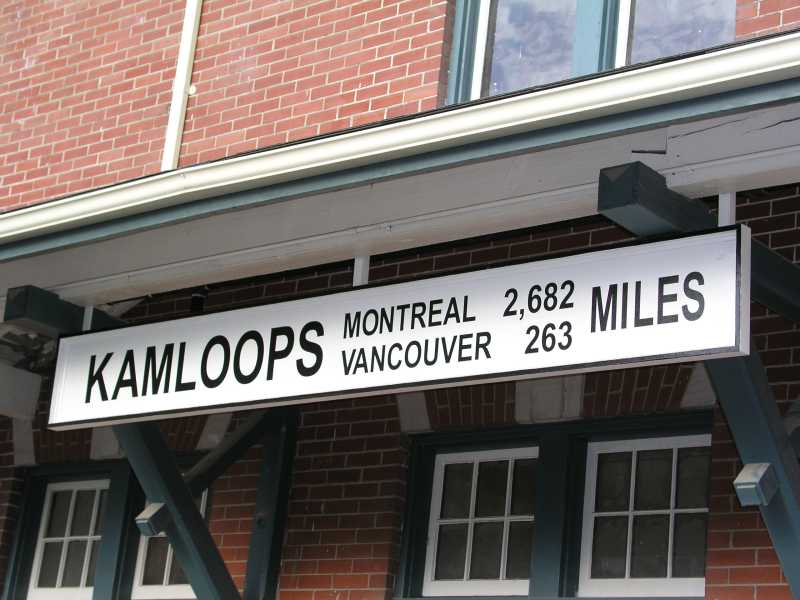 KAMLOOPS
MONTREAL 2,682
VANCOUVER 263
MILES